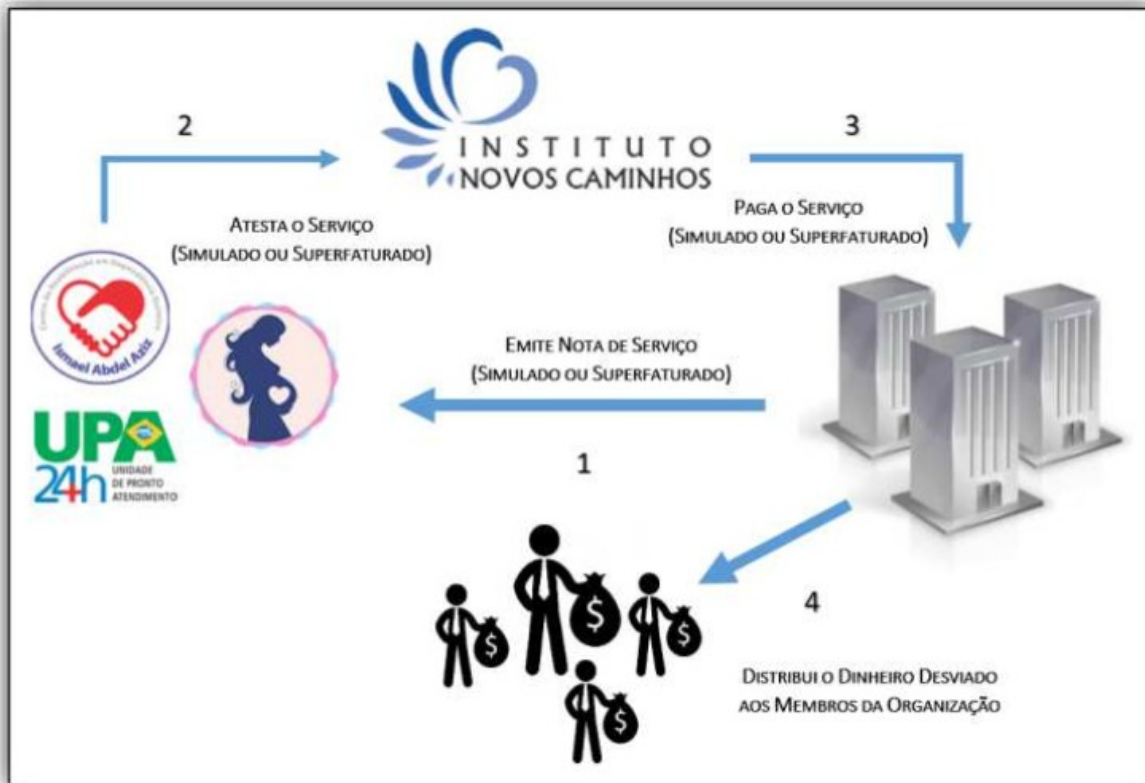 2
3
INSTITUTO
NOVOS CAMINHOS
ATESTA O SERVIÇO
(SIMULADO OU SUPERFATURADO)
PAGA O SERVIÇO
(SIMULADO OU SUPERFATURADO)
Ismael Abdel Aziz
EMITE NOTA DE SERVIÇO
(SIMULADO OU SUPERFATURADO)
UPA
24h
UNIDADE
DE PRONTO
ATENDIMENTO
1
$
$
$
$
4
DISTRIBUI O DINHEIRO DESVIADO
AOS MEMBROS DA ORGANIZAÇÃO